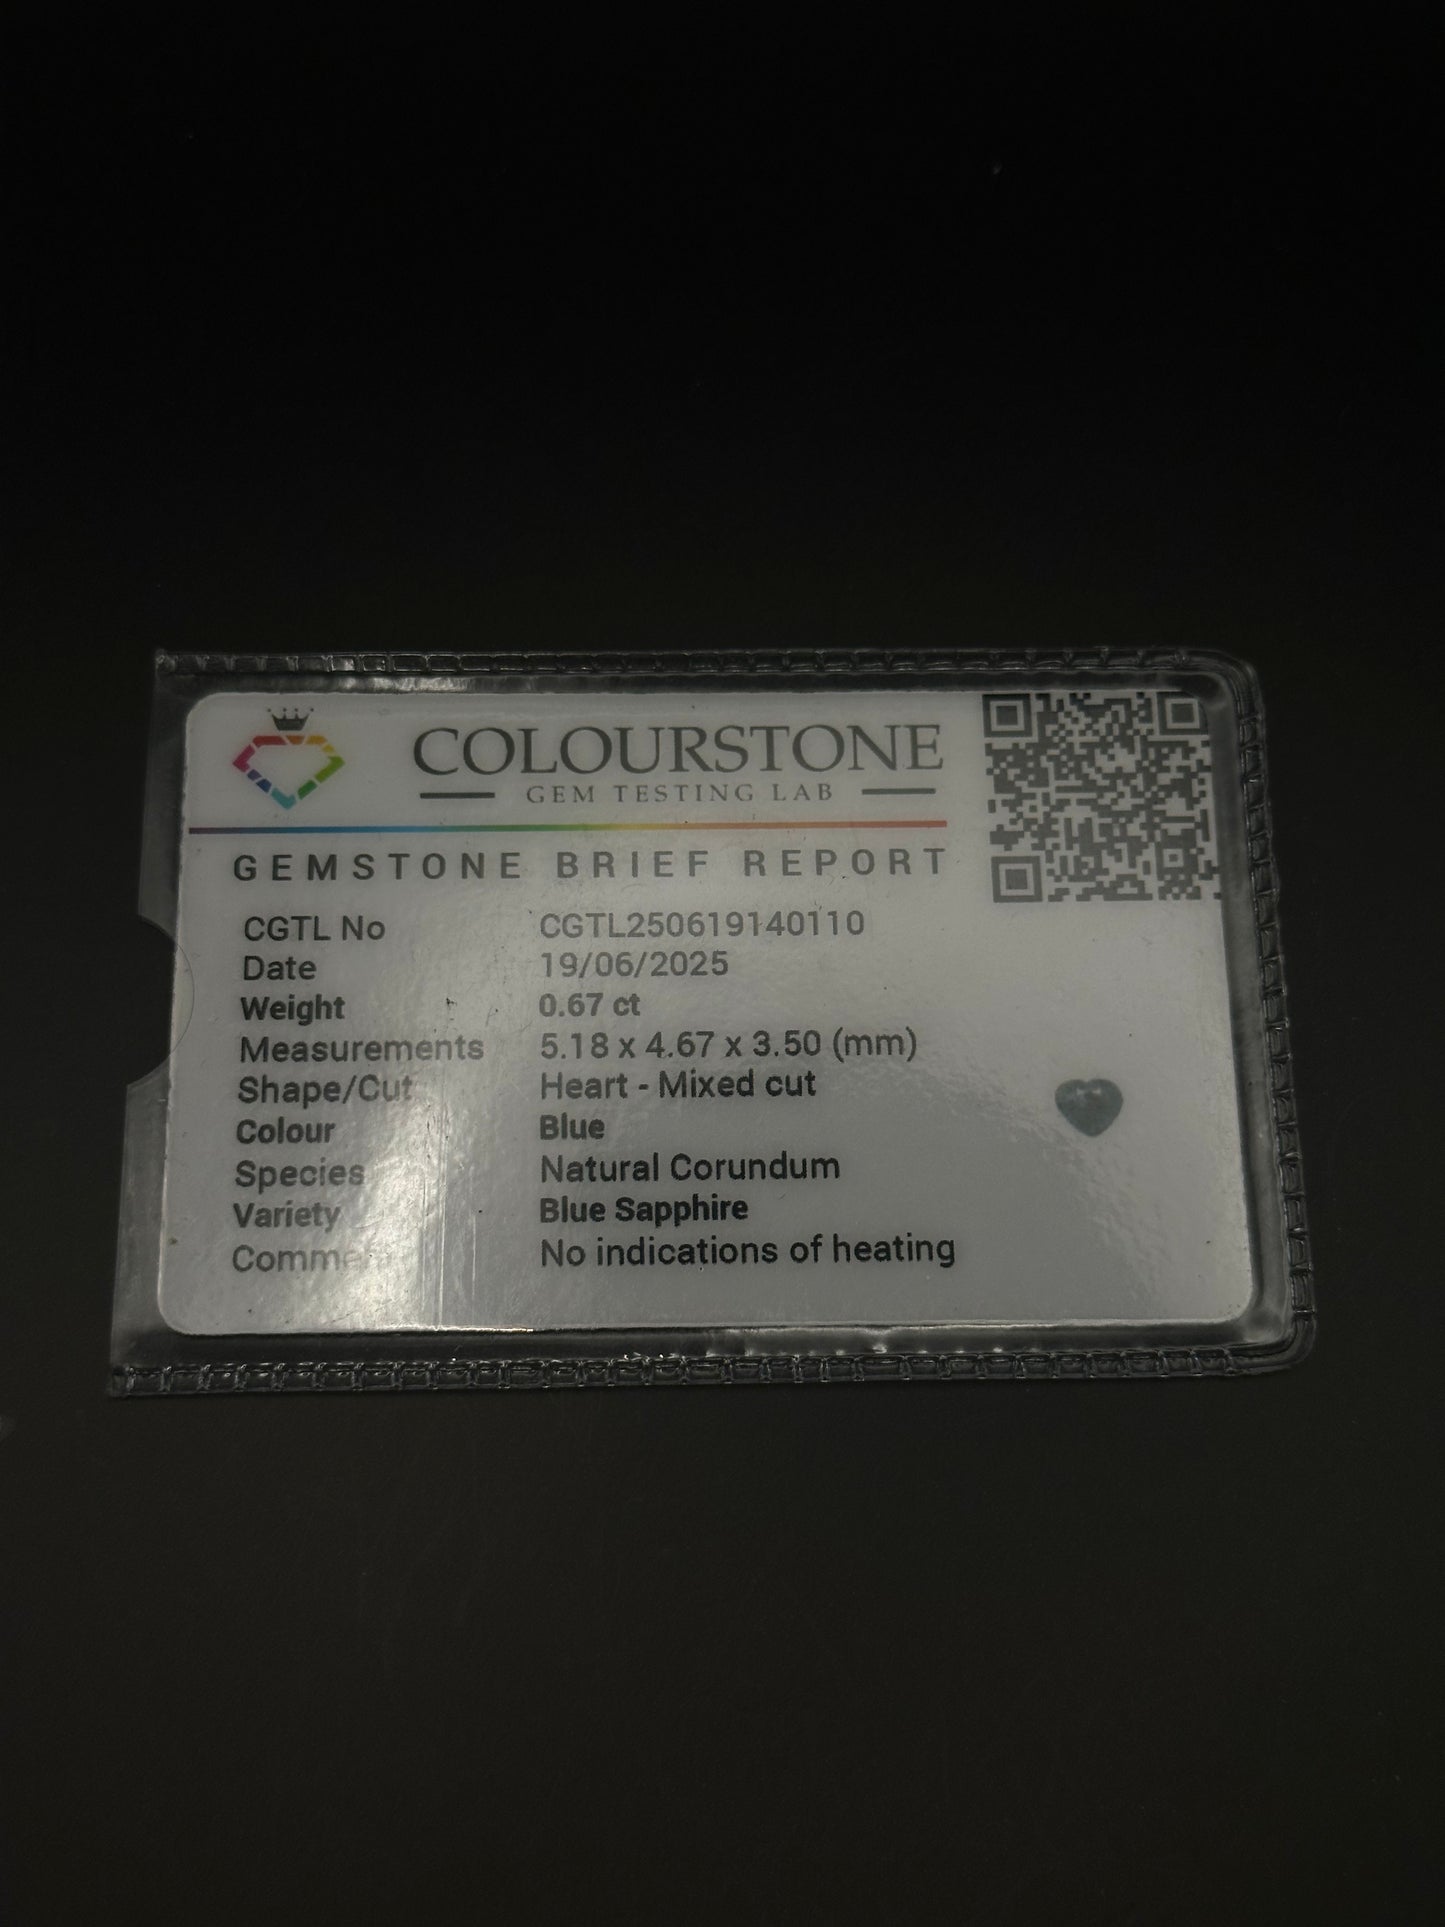 COLOURSTONE
GEM TESTING LAB
GEMSTONE BRIEF REPORT
CGTL No CGTL250619140110
Date 19/06/2025
Weight 0.67 ct
Measurements 5.18 x 4.67 x 3.50 (mm)
Shape/Cut Heart - Mixed cut
Colour Blue
Species Natural Corundum
Variety Blue Sapphire
No indications of heating